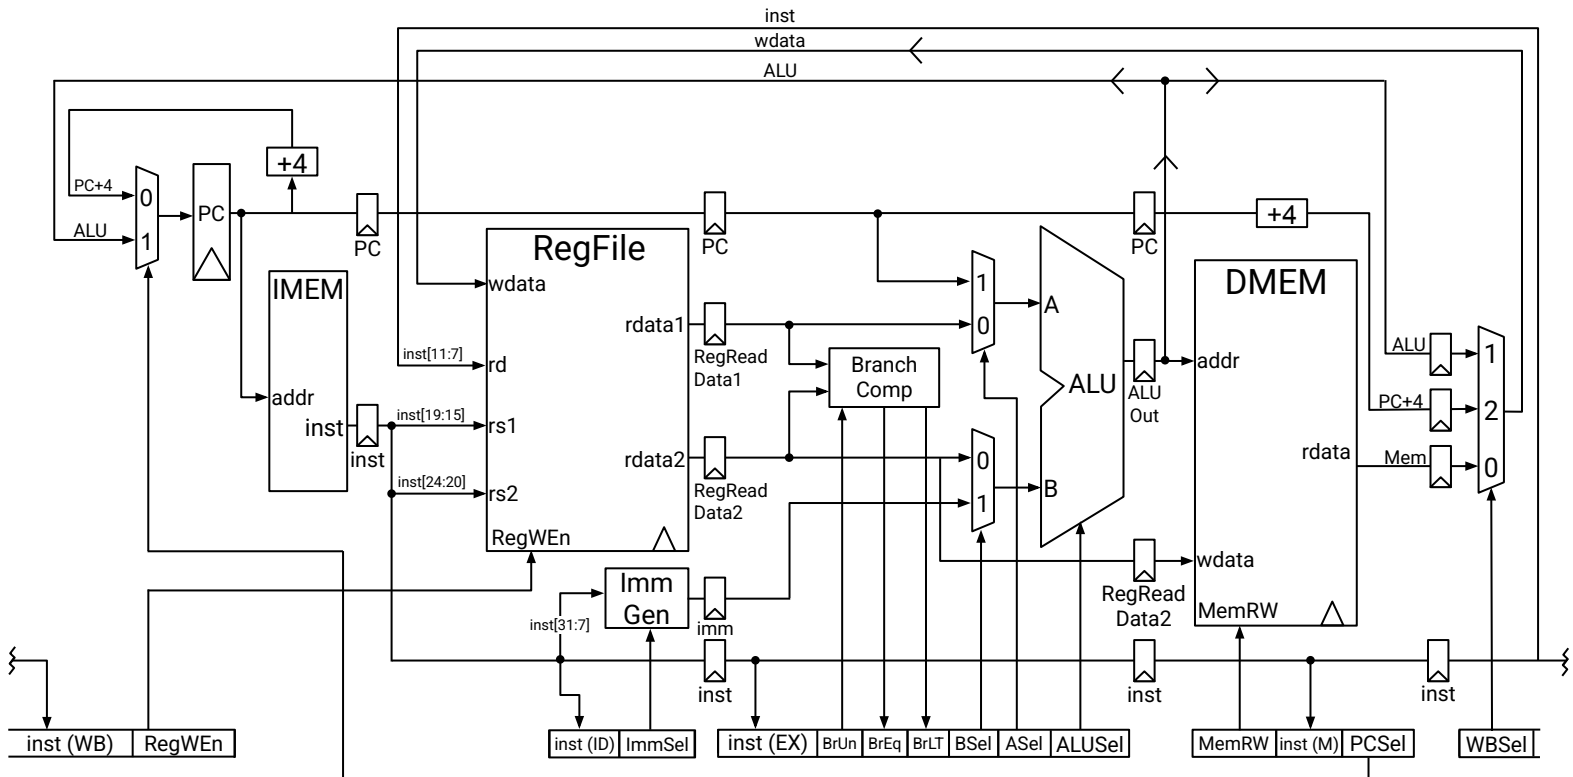 inst
wdata
ALU
+4
PC+4
0
ALU
1
PC
PC
PC
PC
+4
IMEM
addr
inst
inst
RegFile
wdata
inst[11:7]
rd
inst[19:15]
rs1
inst[24:20]
rs2
RegWEn
rdata1
rdata2
RegRead
Data1
RegRead
Data2
Imm
Gen
inst[31:7]
imm
inst
Branch
Comp
1
0
0
1
A
B
ALU
ALU
Out
DMEM
addr
rdata
wdata
MemRW
RegRead
Data2
inst
ALU
1
PC+4
2
Mem
0
inst
inst (WB)
RegWEn
inst (ID)
ImmSel
inst (EX)
BrUn
BrEq
BrLT
BSel
ASel
ALUSel
MemRW
inst (M)
PCSel
WBSel